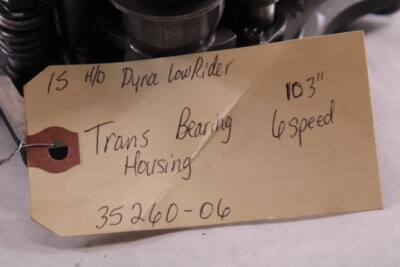 15 H/D Dyna LowRider
103"
Trans Bearing 6speed
Housing
35260-06